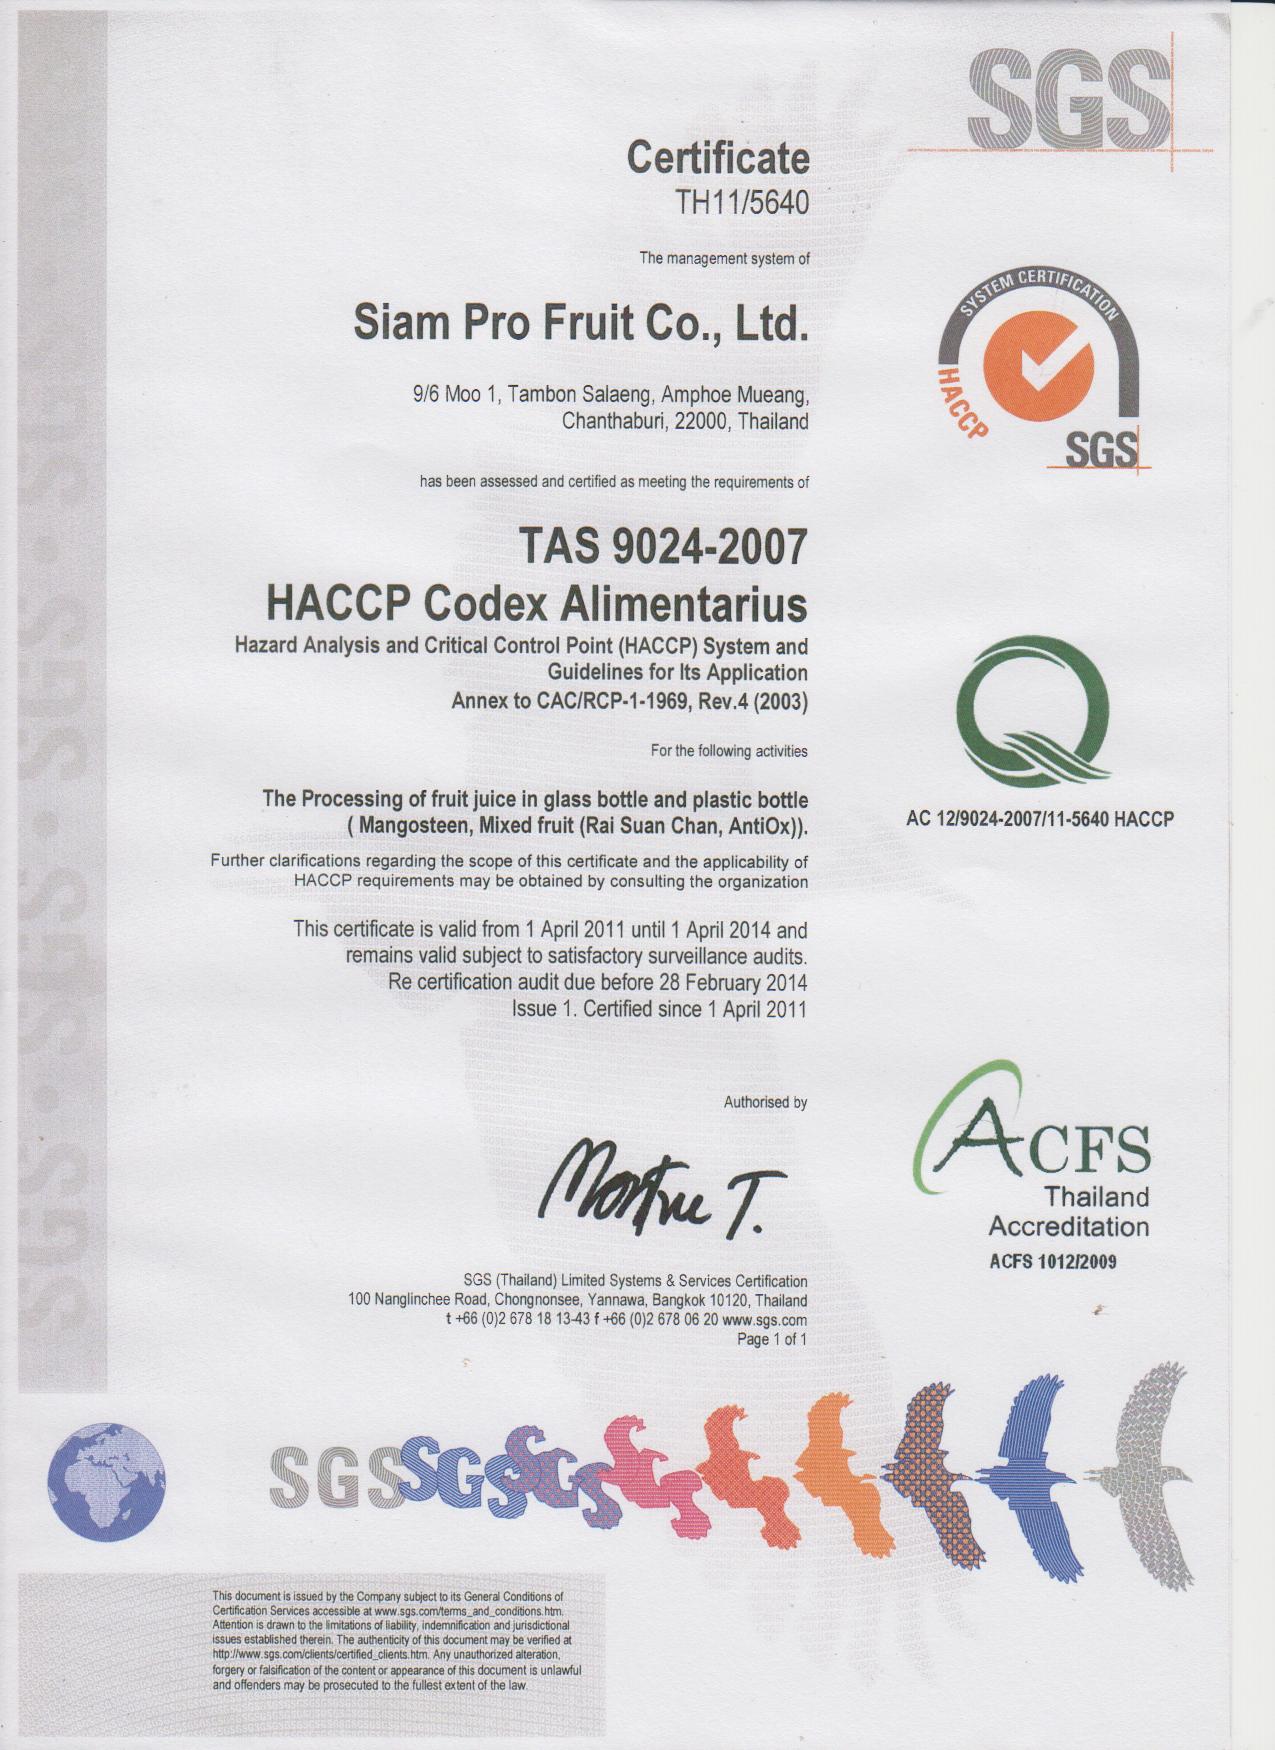 SGS
Certificate
TH11/5640
The management system of
Siam Pro Fruit Co., Ltd.
9/6 Moo 1, Tambon Salaeng, Amphoe Mueang,
Chanthaburi, 22000, Thailand
has been assessed and certified as meeting the requirements of
TAS 9024-2007
HACCP Codex Alimentarius
Hazard Analysis and Critical Control Point (HACCP) System and
Guidelines for Its Application
Annex to CAC/RCP-1-1969, Rev.4 (2003)
For the following activities
The Processing of fruit juice in glass bottle and plastic bottle
( Mangosteen, Mixed fruit (Rai Suan Chan, AntiOx)).
Further clarifications regarding the scope of this certificate and the applicability of
HACCP requirements may be obtained by consulting the organization
This certificate is valid from 1 April 2011 until 1 April 2014 and
remains valid subject to satisfactory surveillance audits.
Re certification audit due before 28 February 2014
Issue 1. Certified since 1 April 2011
Authorised by
SGS (Thailand) Limited Systems & Services Certification
100 Nanglinchee Road, Chongnonsee, Yannawa, Bangkok 10120, Thailand
t +66 (0)2 678 18 13-43 f +66 (0)2 678 06 20 www.sgs.com
Page 1 of 1
SYSTEM CERTIFICATION
HACCP
SGS
AC 12/9024-2007/11-5640 HACCP
ACFS
Thailand
Accreditation
ACFS 1012/2009
SGS SGS SGS
This document is issued by the Company subject to its General Conditions of
Certification Services accessible at www.sgs.com/terms_and_conditions.htm.
Attention is drawn to the limitations of liability, indemnification and jurisdictional
issues established therein. The authenticity of this document may be verified at
http://www.sgs.com/clients/certified_clients.htm. Any unauthorized alteration,
forgery or falsification of the content or appearance of this document is unlawful
and offenders may be prosecuted to the fullest extent of the law.